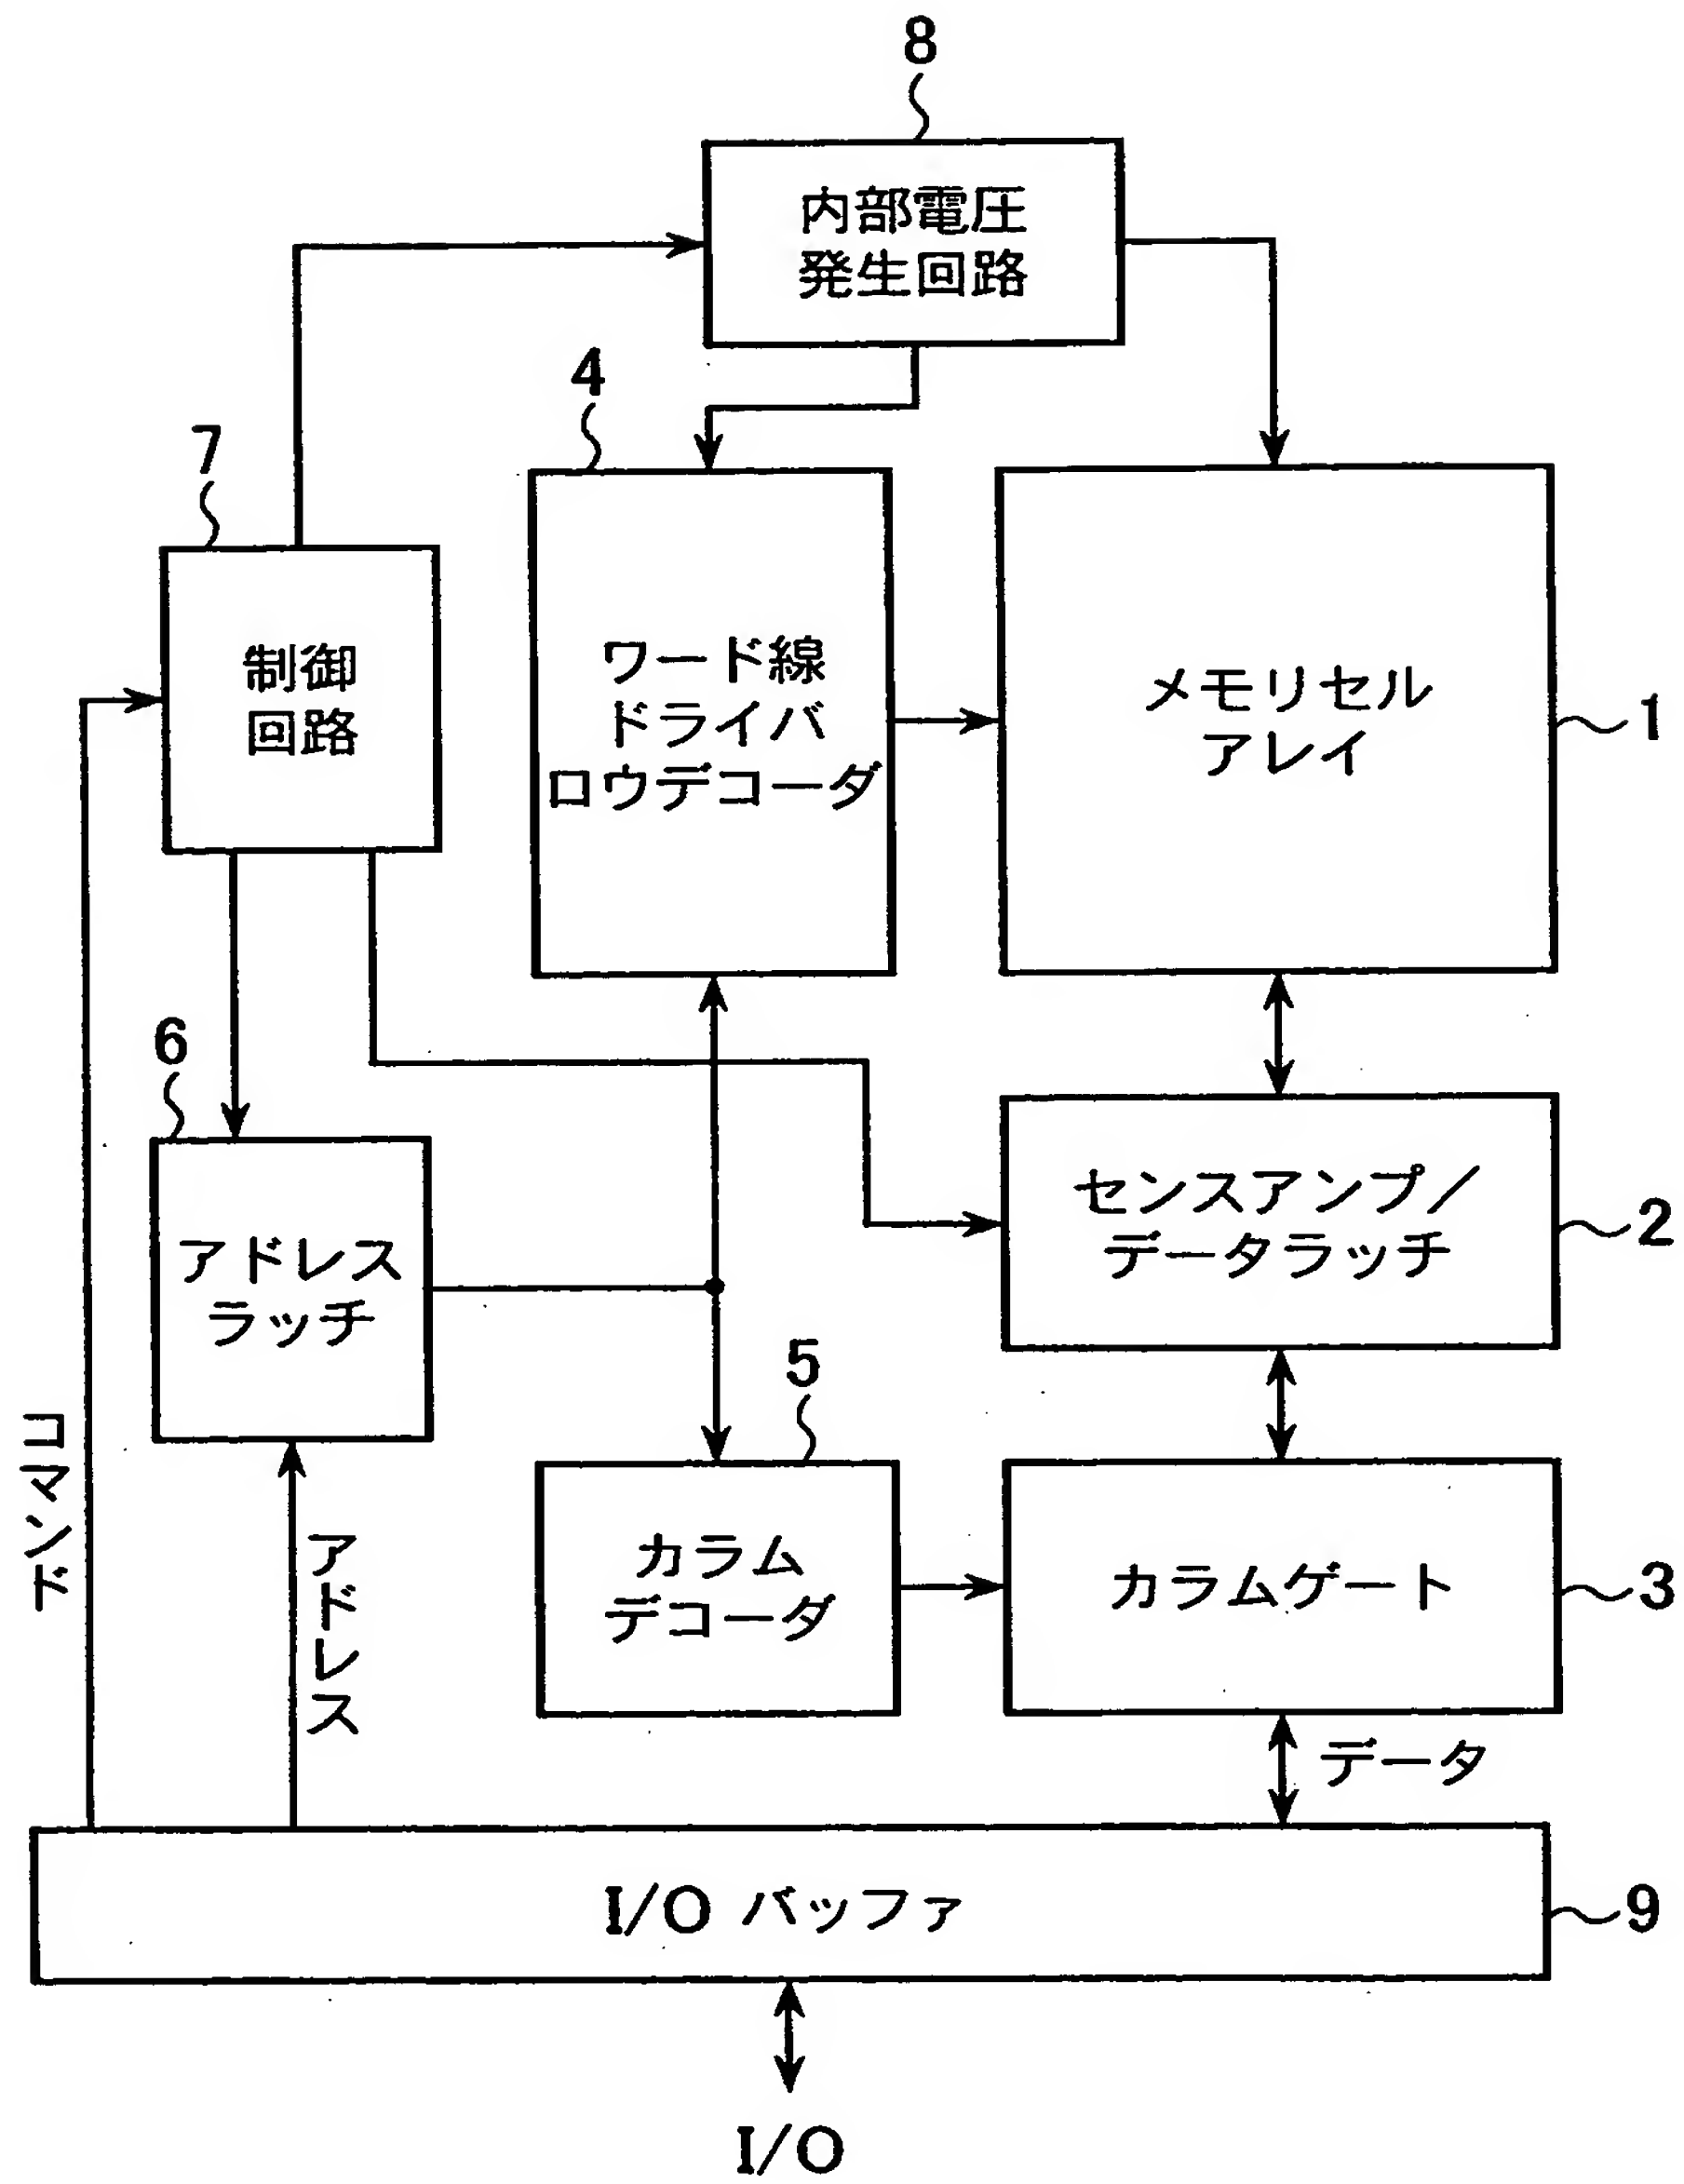 8
内部電圧
発生回路
4
7
制御
回路
ワード線
ドライバ
ロウデコーダ
メモリセル
アレイ
1
6
アドレス
ラッチ
センスアンプ/
データラッチ
2
5
カラム
デコーダ
カラムゲート
3
コマンド
アドレス
データ
I/O バッファ
9
I/O